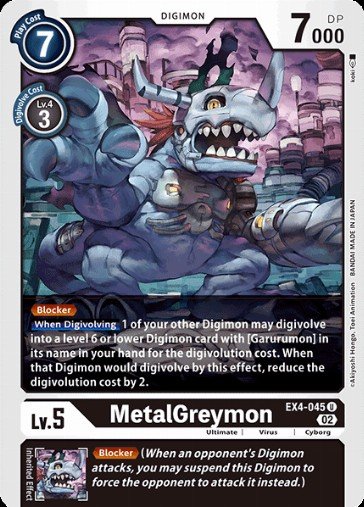 DIGIMON
Play Cost
7
7 DP
000
Digivolve Cost
Lv.4
3
koki
©Akiyoshi Hongo, Toei Animation BANDAI MADE IN JAPAN
Blocker
When Digivolving 1 of your other Digimon may digivolve
into a level 6 or lower Digimon card with [Garurumon] in
its name in your hand for the digivolution cost. When
that Digimon would digivolve by this effect, reduce the
digivolution cost by 2.
Lv.5
MetalGreymon
EX4-045 U
02
Ultimate Virus Cyborg
Inherited Effect
Blocker (When an opponent's Digimon
attacks, you may suspend this Digimon to
force the opponent to attack it instead.)